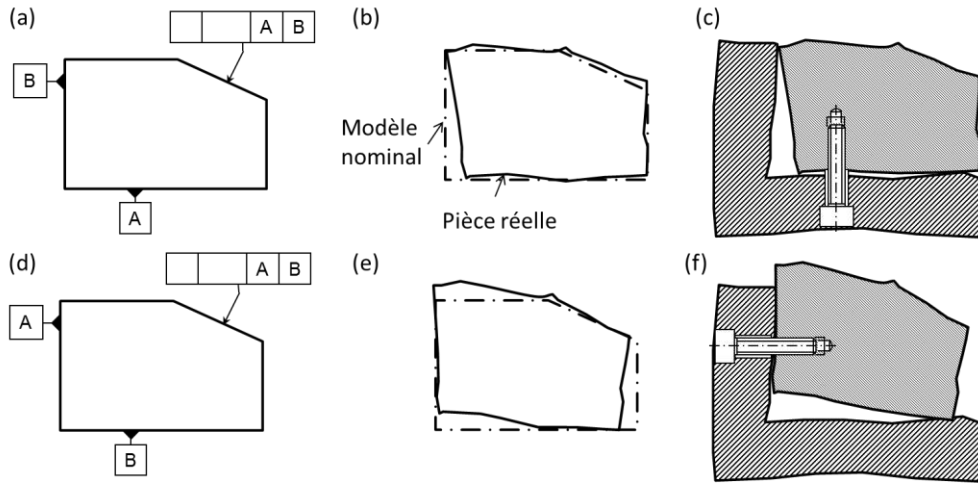 (a)
A B
B
A
(b)
Modèle
nominal
Pièce réelle
(c)
(d)
A B
A
B
(e)
(f)